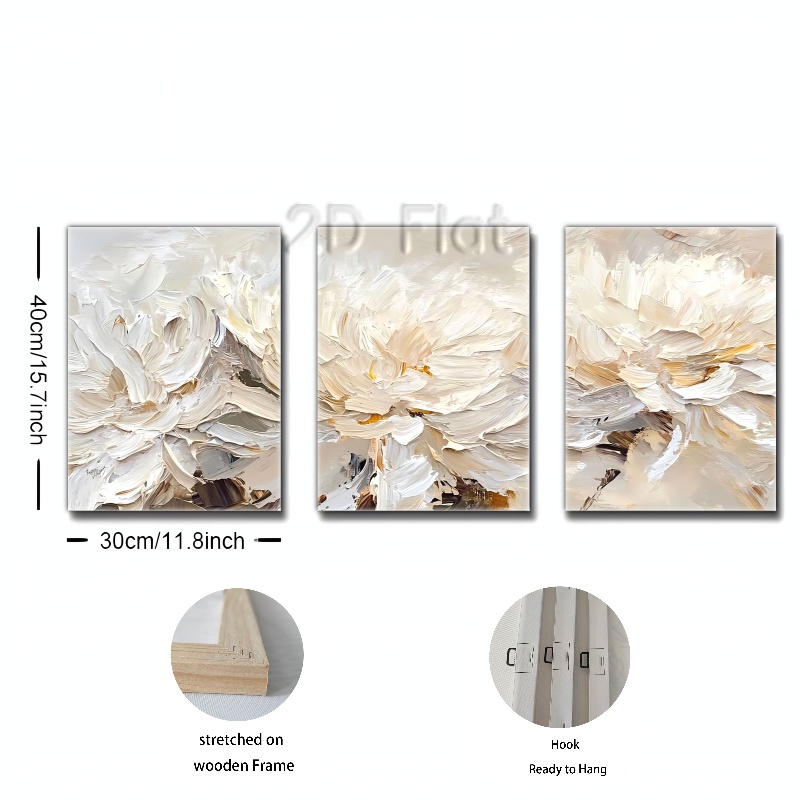 2D Flat
40cm/15.7inch
30cm/11.8inch
stretched on
wooden Frame
Hook
Ready to Hang